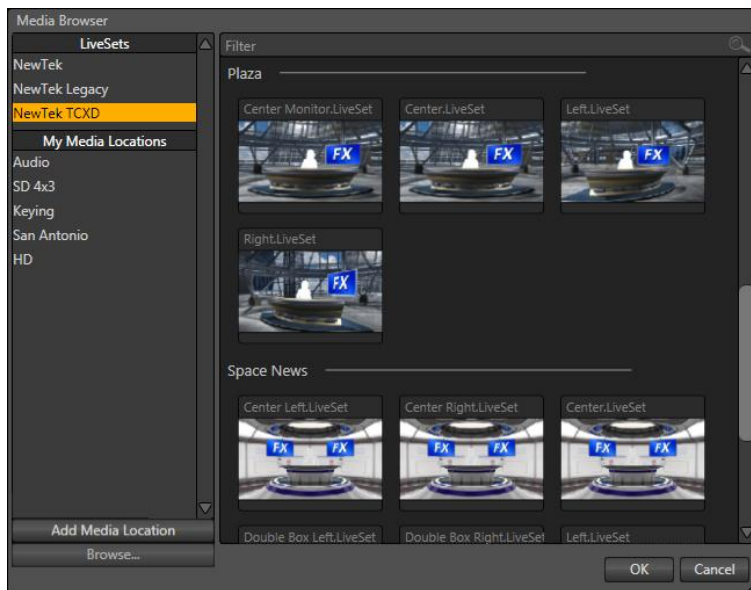 Media Browser
LiveSets
NewTek
NewTek Legacy
NewTek TCXD
My Media Locations
Audio
SD 4x3
Keying
San Antonio
HD
Add Media Location
Browse...
Filter
Plaza
Center Monitor.LiveSet
Center.LiveSet
Left.LiveSet
FX
FX
FX
Right.LiveSet
FX
Space News
Center Left.LiveSet
Center Right.LiveSet
Center.LiveSet
FX FX
FX FX
FX FX
Double Box Left.LiveSet
Double Box Right.LiveSet
Left.LiveSet
OK
Cancel